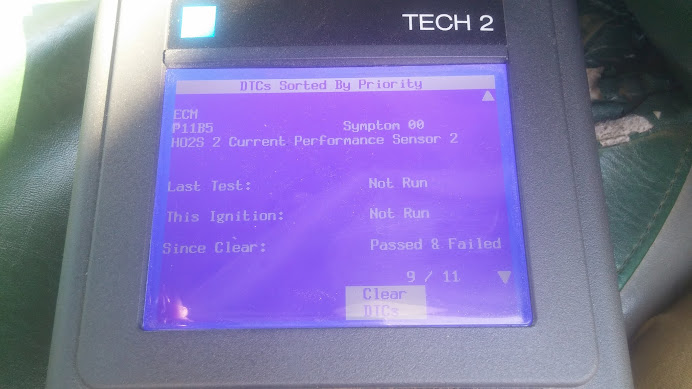 TECH 2
DTCs Sorted By Priority
ECM
P11B5 Symptom 00
HO2S 2 Current Performance Sensor 2
Last Test: Not Run
This Ignition: Not Run
Since Clear: Passed & Failed
9 / 11
Clear
DTCs